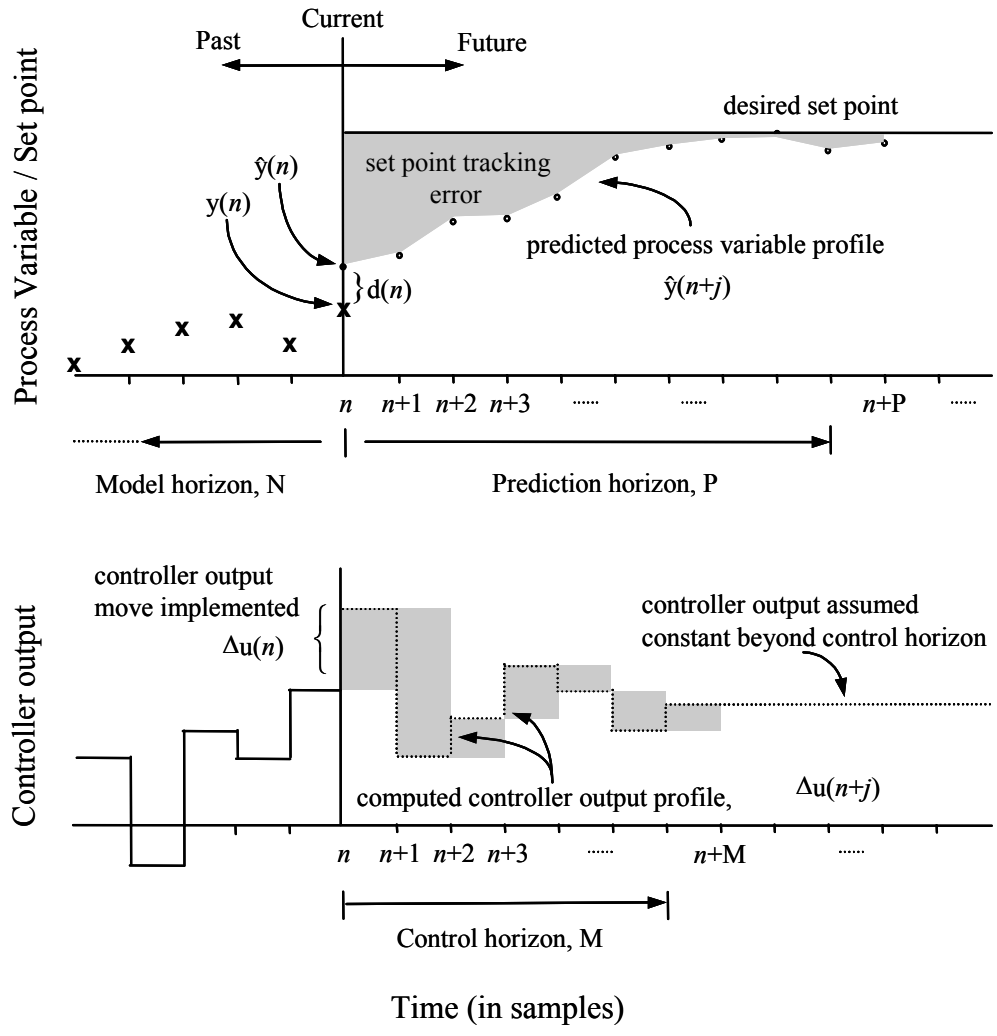 Current
Past
Future
Process Variable / Set point
desired set point
ŷ(n)
set point tracking
error
y(n)
predicted process variable profile
ŷ(n+j)
}d(n)
x x x x x x
n n+1 n+2 n+3 ...... ...... n+P ......
Model horizon, N
Prediction horizon, P
Controller output
controller output
move implemented
Δu(n)
controller output assumed
constant beyond control horizon
computed controller output profile,
Δu(n+j)
n n+1 n+2 n+3 ...... n+M ......
Control horizon, M
Time (in samples)